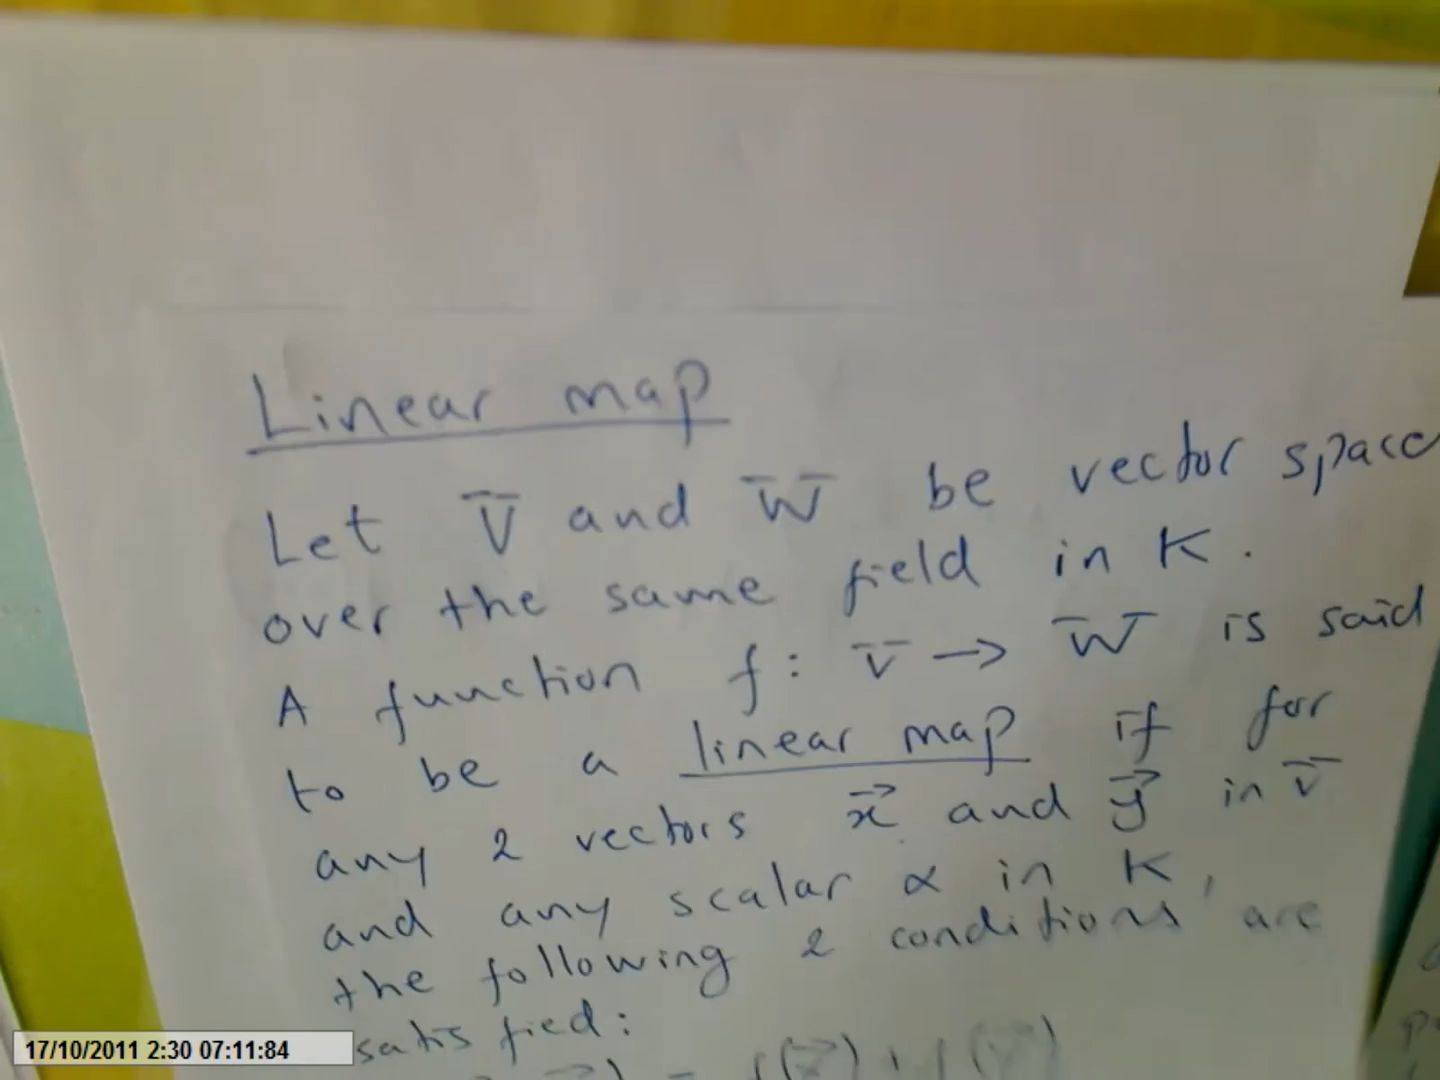 Linear map
Let V̅ and W̅ be vector space
over the same field in K.
A function f: V̅ → W̅ is said
to be a linear map if for
any 2 vectors x⃗ and y⃗ in V̅
and any scalar α in K,
the following 2 conditions are
satisfied:
17/10/2011 2:30 07:11:84